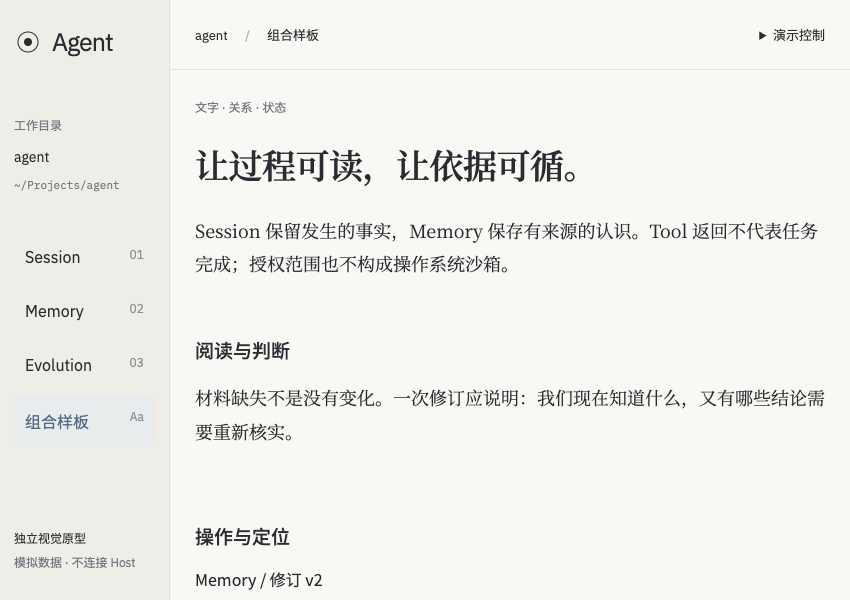 Agent
工作目录
agent
~/Projects/agent
Session 01
Memory 02
Evolution 03
组合样板 Aa
独立视觉原型
模拟数据 · 不连接 Host
agent / 组合样板
▶ 演示控制
文字 · 关系 · 状态
让过程可读，让依据可循。
Session 保留发生的事实，Memory 保存有来源的认识。Tool 返回不代表任务
完成；授权范围也不构成操作系统沙箱。
阅读与判断
材料缺失不是没有变化。一次修订应说明：我们现在知道什么，又有哪些结论需
要重新核实。
操作与定位
Memory / 修订 v2